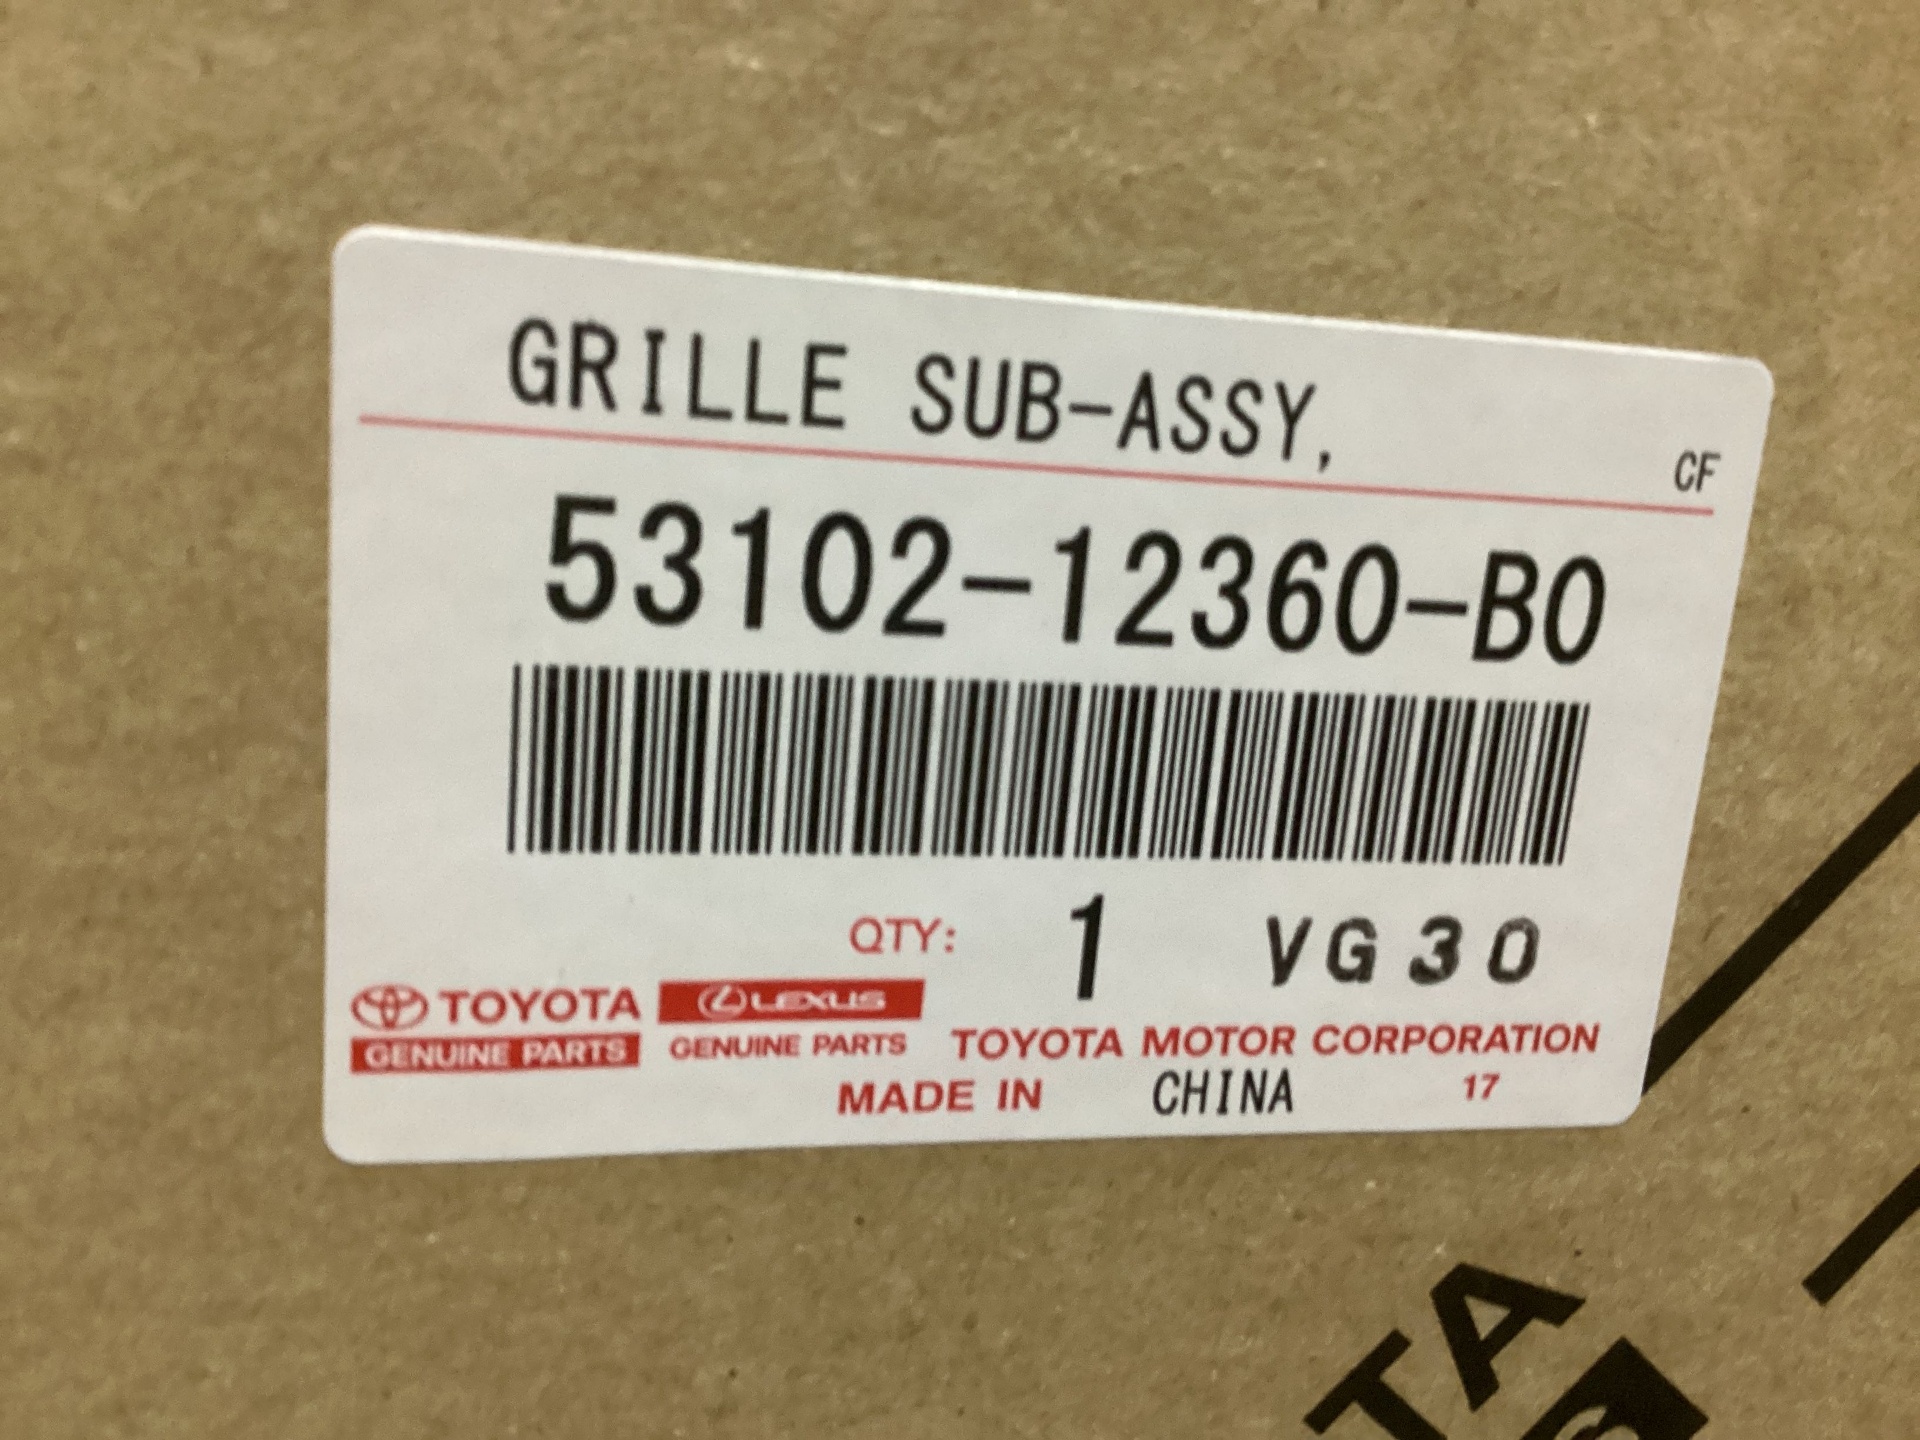 GRILLE SUB-ASSY,
CF
53102-12360-B0
QTY: 1 VG30
TOYOTA LEXUS
GENUINE PARTS GENUINE PARTS TOYOTA MOTOR CORPORATION
MADE IN CHINA 17
TA